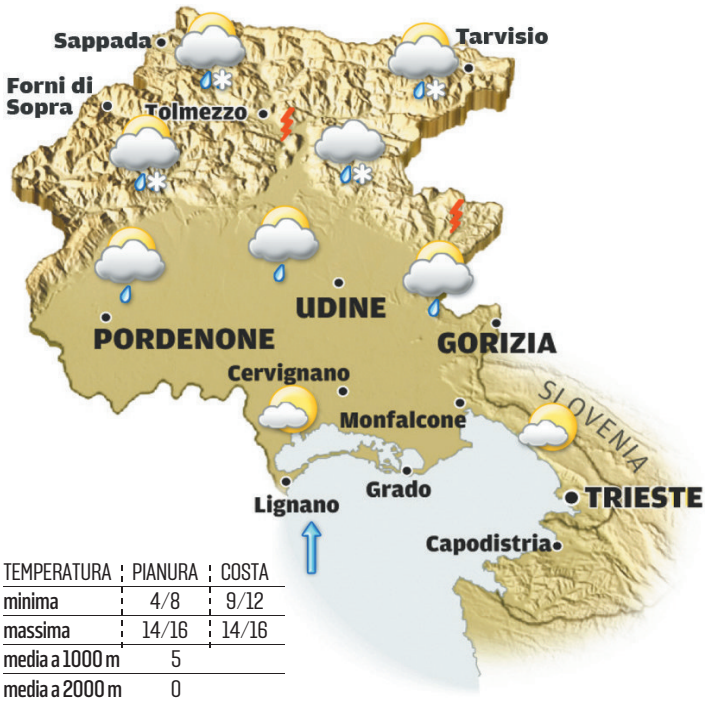 Sappada
Tarvisio
Forni di
Sopra
Tolmezzo
UDINE
PORDENONE
GORIZIA
Cervignano
Monfalcone
SLOVENIA
Lignano
Grado
TRIESTE
Capodistria
TEMPERATURA PIANURA COSTA
minima 4/8 9/12
massima 14/16 14/16
media a 1000 m 5
media a 2000 m 0